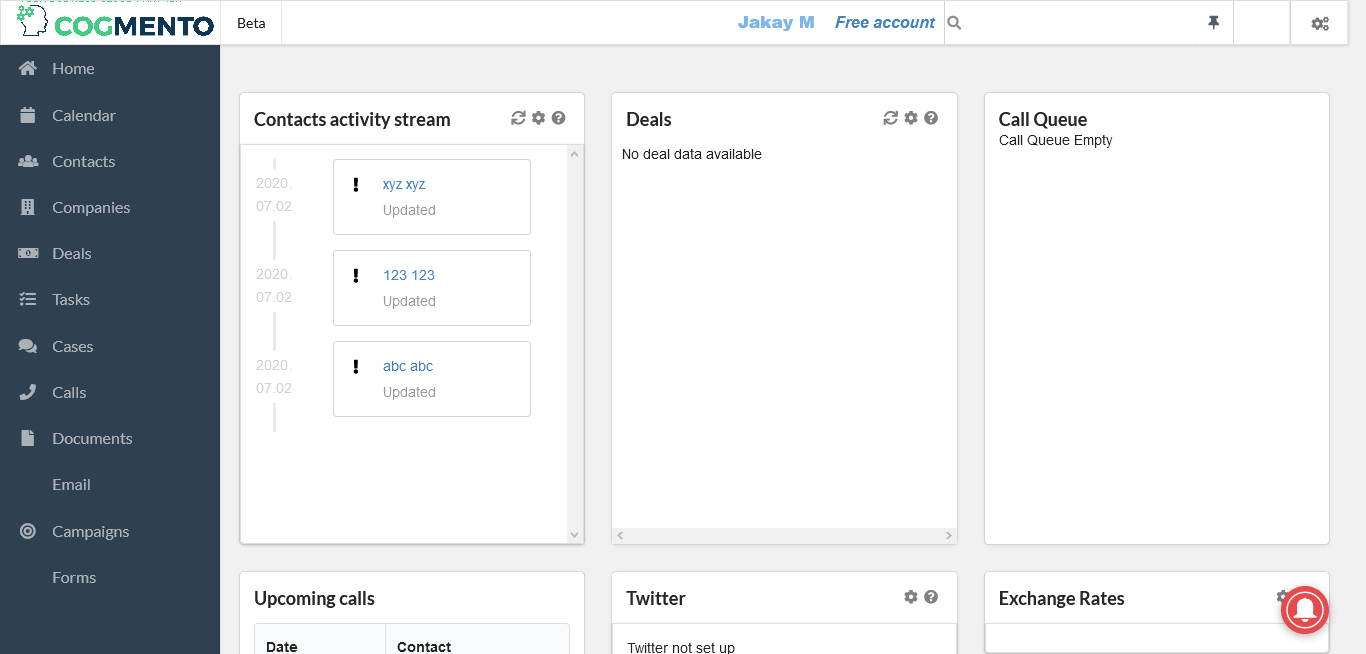 COGMENTO
Beta
Jakay M
Free account
Home
Calendar
Contacts
Companies
Deals
Tasks
Cases
Calls
Documents
Email
Campaigns
Forms
Contacts activity stream
2020.
07.02
xyz xyz
Updated
2020.
07.02
123 123
Updated
2020.
07.02
abc abc
Updated
Deals
No deal data available
Call Queue
Call Queue Empty
Upcoming calls
Date
Contact
Twitter
Twitter not set up
Exchange Rates